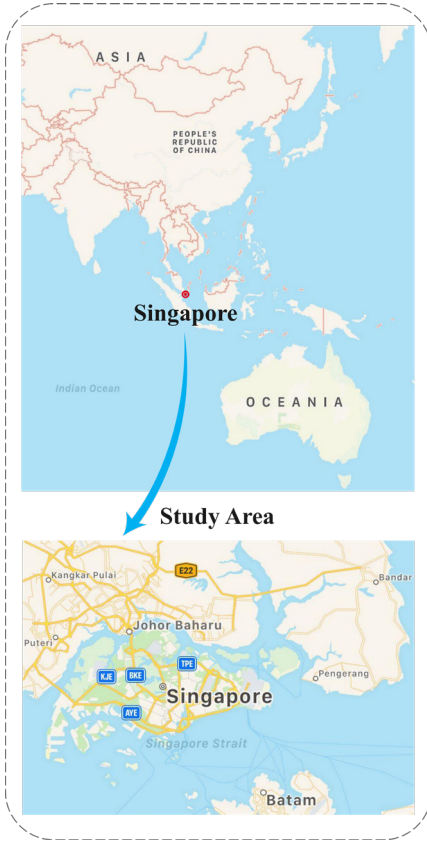 ASIA
PEOPLE'S
REPUBLIC
OF CHINA
Singapore
Indian Ocean
OCEANIA
Study Area
E22
Kangkar Pulai
Bandar
Johor Baharu
Puteri
TPE
KJE
BKE
Pengerang
Singapore
AYE
Singapore Strait
Batam